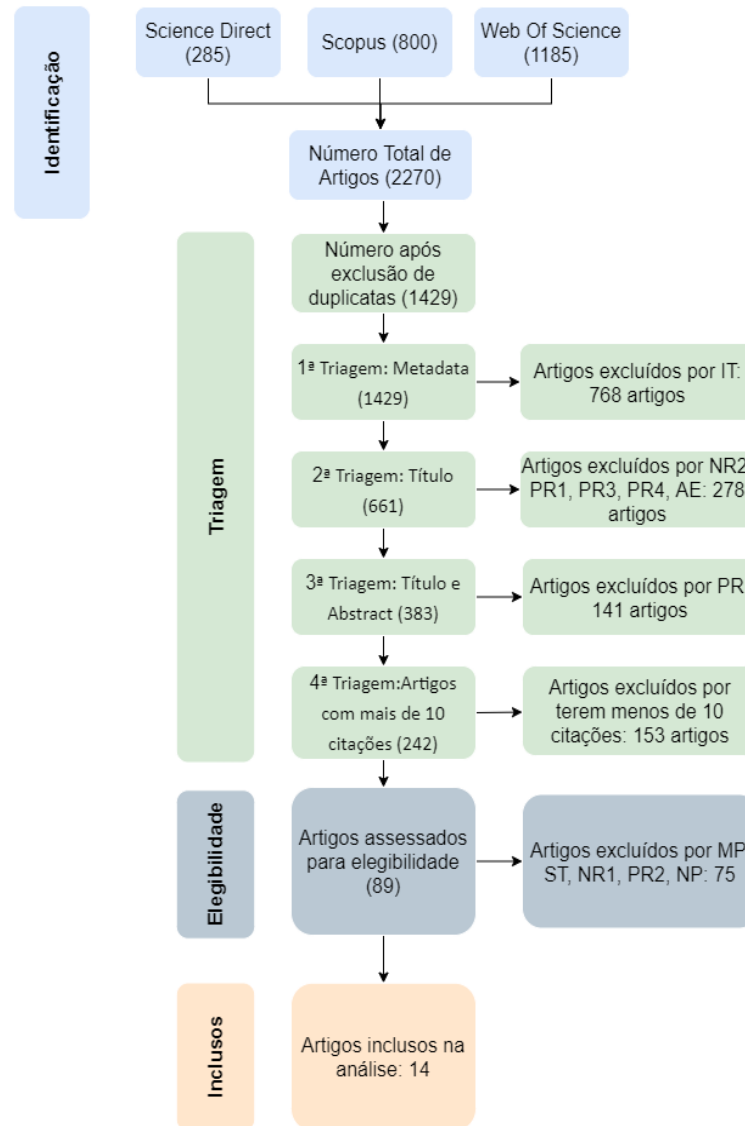 Identificação
Science Direct
(285)
Scopus (800)
Web Of Science
(1185)
Número Total de
Artigos (2270)
Triagem
Número após
exclusão de
duplicatas (1429)
1ª Triagem: Metadata
(1429)
Artigos excluídos por IT:
768 artigos
2ª Triagem: Título
(661)
Artigos excluídos por NR2
PR1, PR3, PR4, AE: 278
artigos
3ª Triagem: Título e
Abstract (383)
Artigos excluídos por PR
141 artigos
4ª Triagem:Artigos
com mais de 10
citações (242)
Artigos excluídos por
terem menos de 10
citações: 153 artigos
Elegibilidade
Artigos assessados
para elegibilidade
(89)
Artigos excluídos por MP
ST, NR1, PR2, NP: 75
Inclusos
Artigos inclusos na
análise: 14